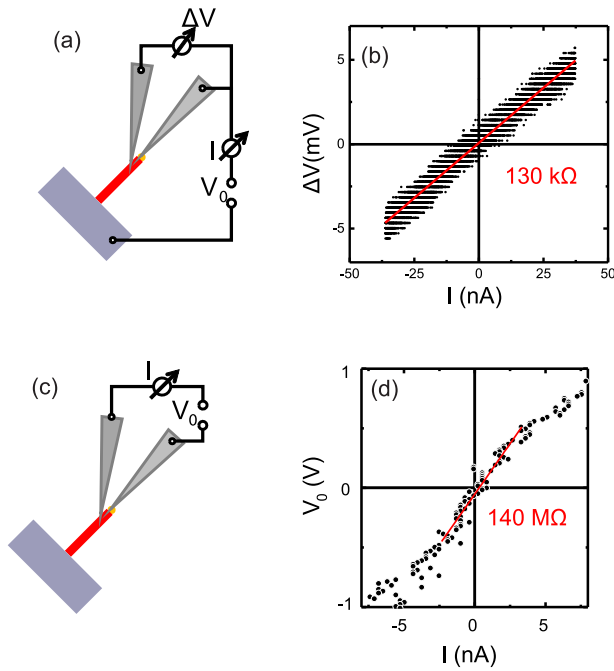 (a)
ΔV
I
V0
(b)
5
0
-5
ΔV(mV)
130 kΩ
-50 -25 0 25 50
I (nA)
(c)
I
V0
(d)
1
0
-1
V0 (V)
140 MΩ
-5 0 5
I (nA)